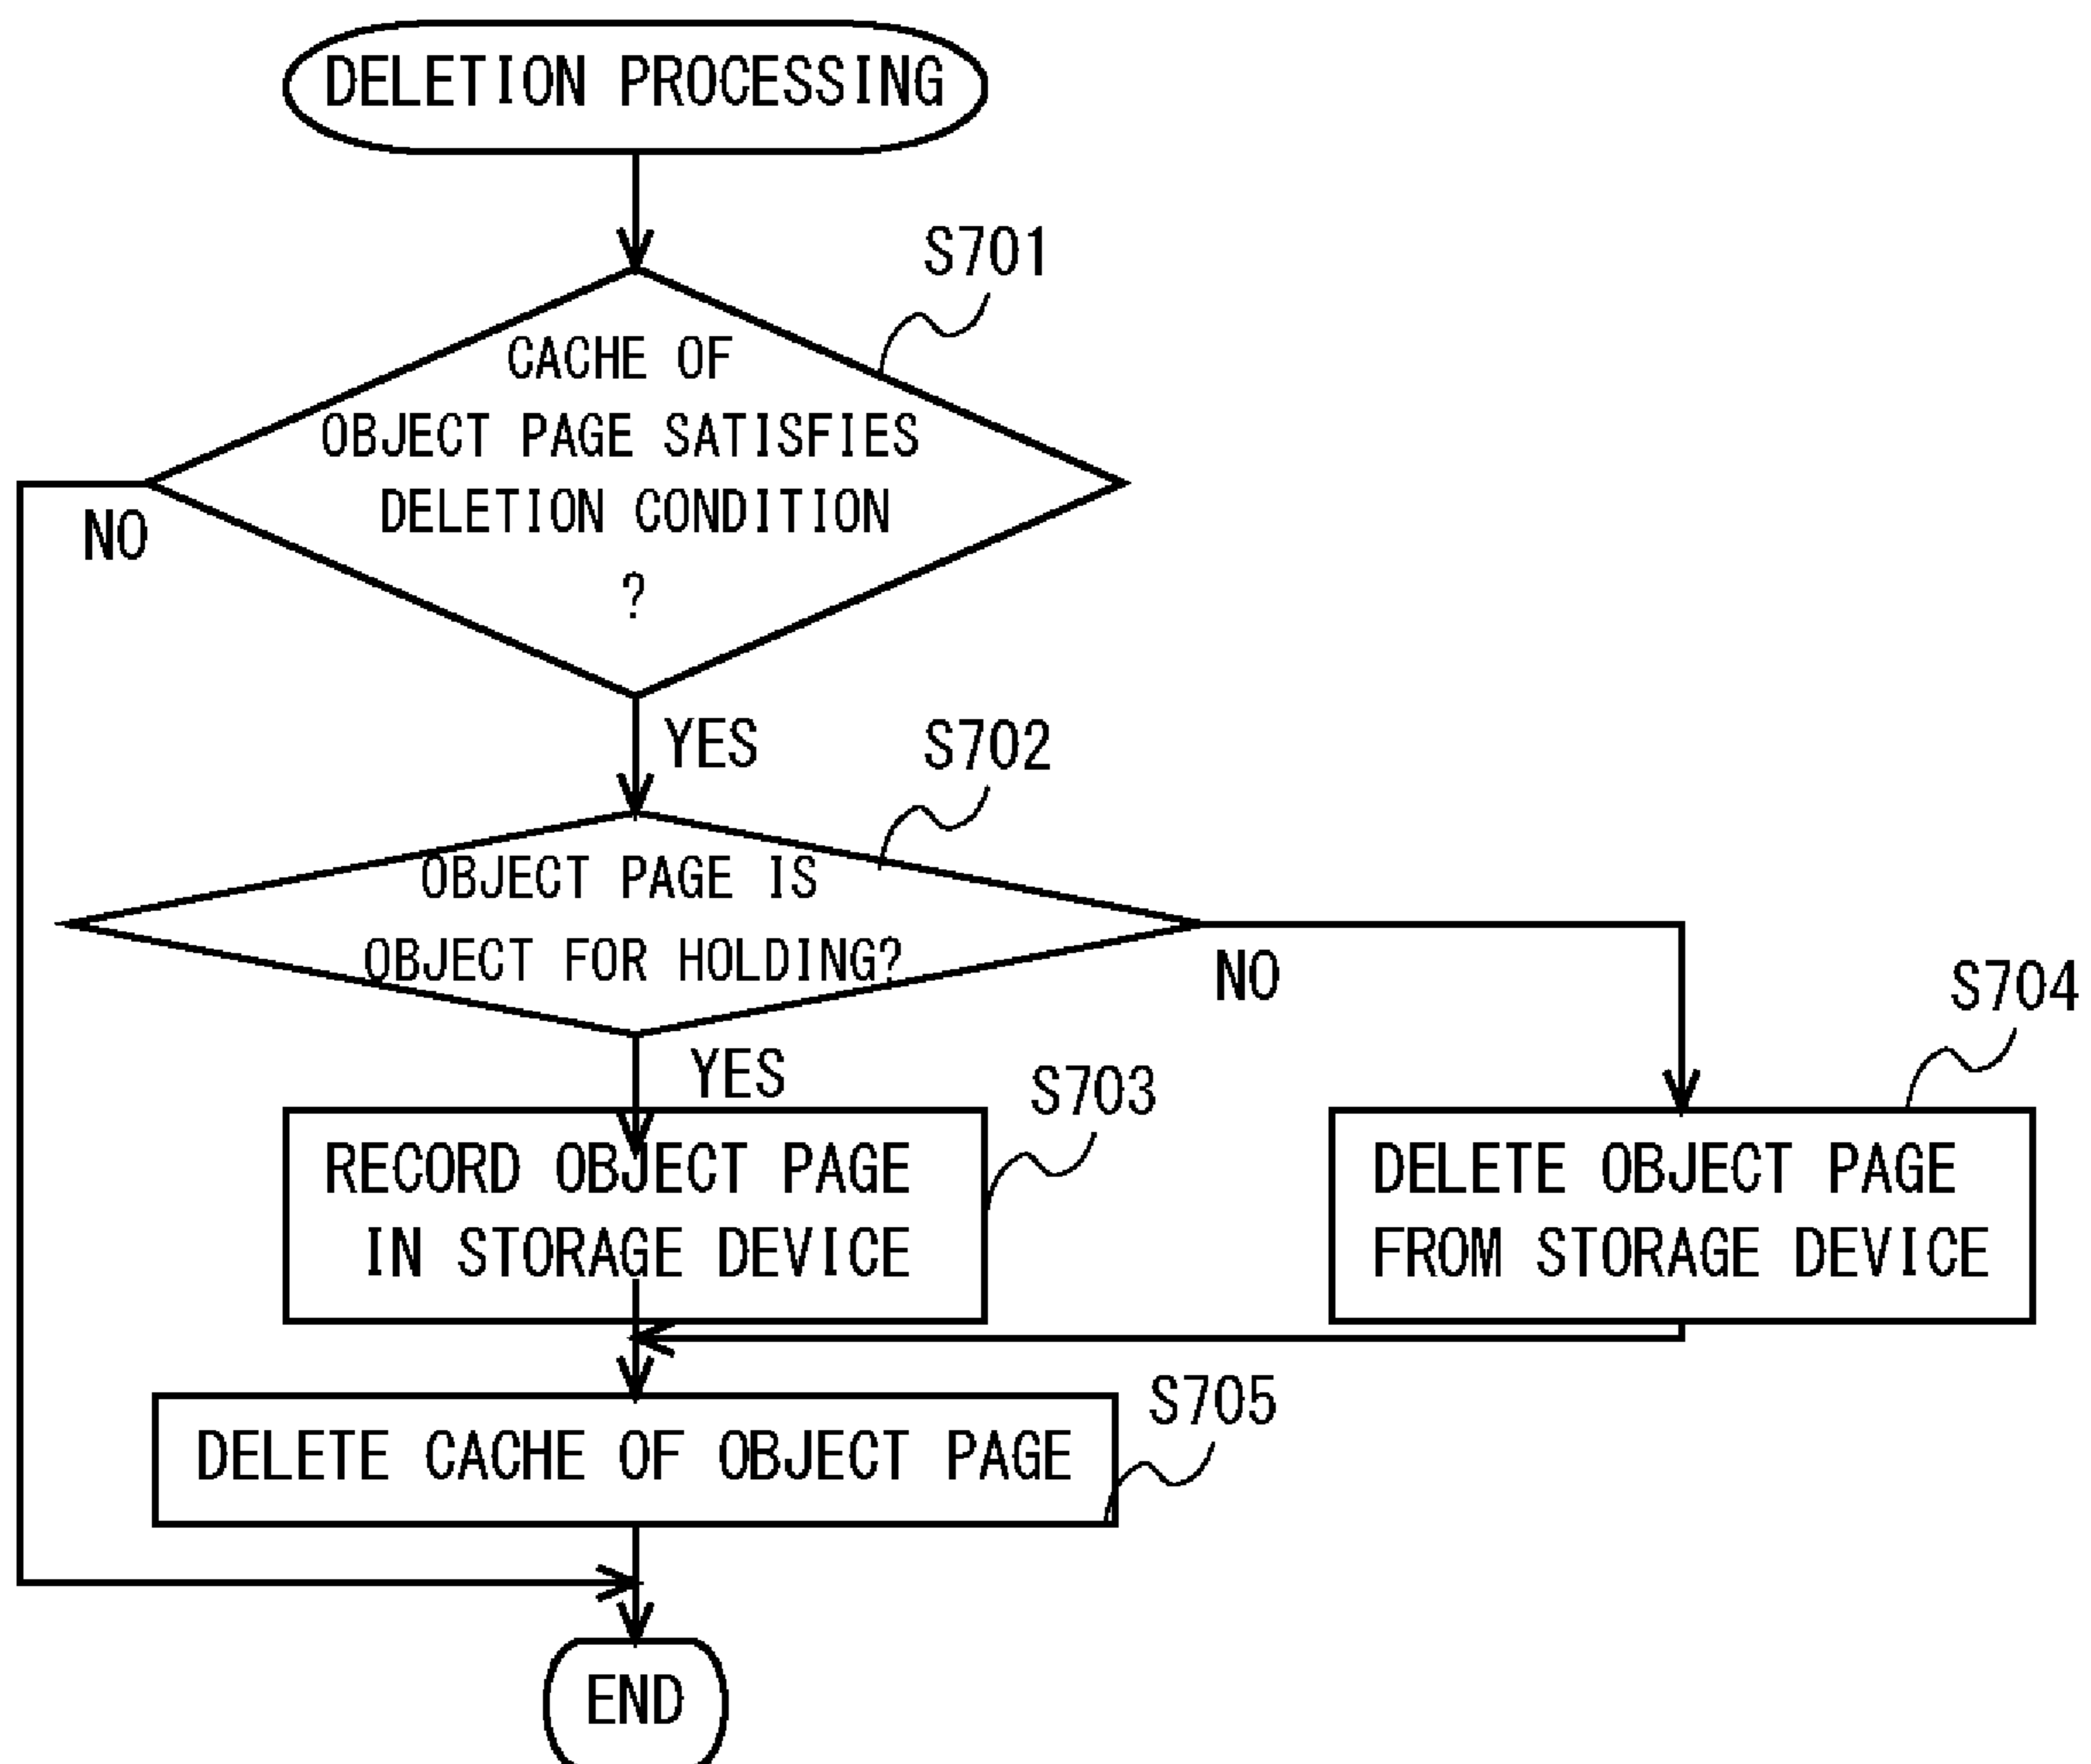 DELETION PROCESSING
S701
CACHE OF
OBJECT PAGE SATISFIES
DELETION CONDITION
?
NO
YES
S702
OBJECT PAGE IS
OBJECT FOR HOLDING?
NO
YES
S703
RECORD OBJECT PAGE
IN STORAGE DEVICE
S704
DELETE OBJECT PAGE
FROM STORAGE DEVICE
S705
DELETE CACHE OF OBJECT PAGE
END